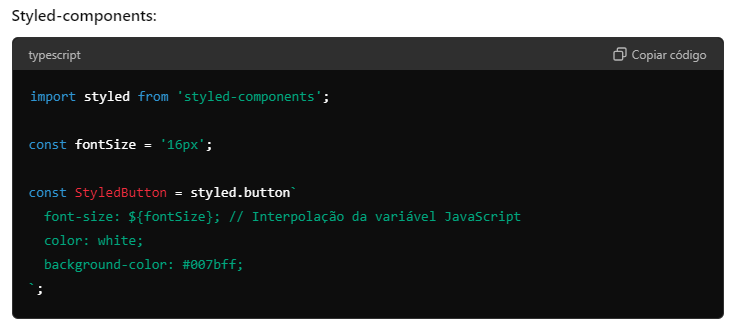 Styled-components:
typescript
Copiar código
import styled from 'styled-components';
const fontSize = '16px';
const StyledButton = styled.button`
font-size: ${fontSize}; // Interpolação da variável JavaScript
color: white;
background-color: #007bff;
`;